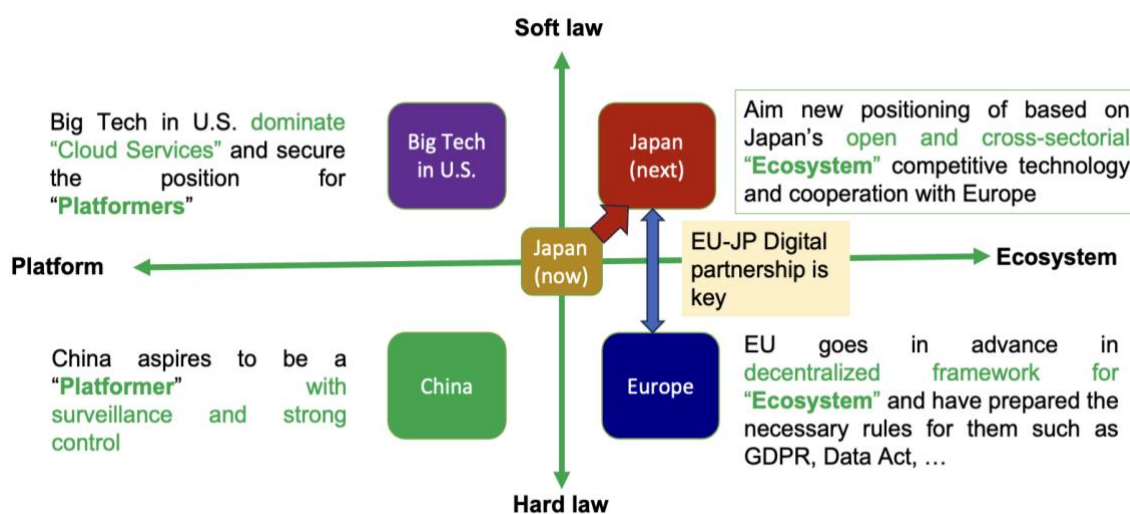 Soft law
Big Tech in U.S. dominate
“Cloud Services” and secure
the position for
“Platformers”
Big Tech
in U.S.
Japan
(next)
Aim new positioning of based on
Japan’s open and cross-sectorial
“Ecosystem” competitive technology
and cooperation with Europe
Platform
Japan
(now)
EU-JP Digital
partnership is
key
Ecosystem
China aspires to be a
“Platformer” with
surveillance and strong
control
China
Europe
EU goes in advance in
decentralized framework for
“Ecosystem” and have prepared the
necessary rules for them such as
GDPR, Data Act, …
Hard law